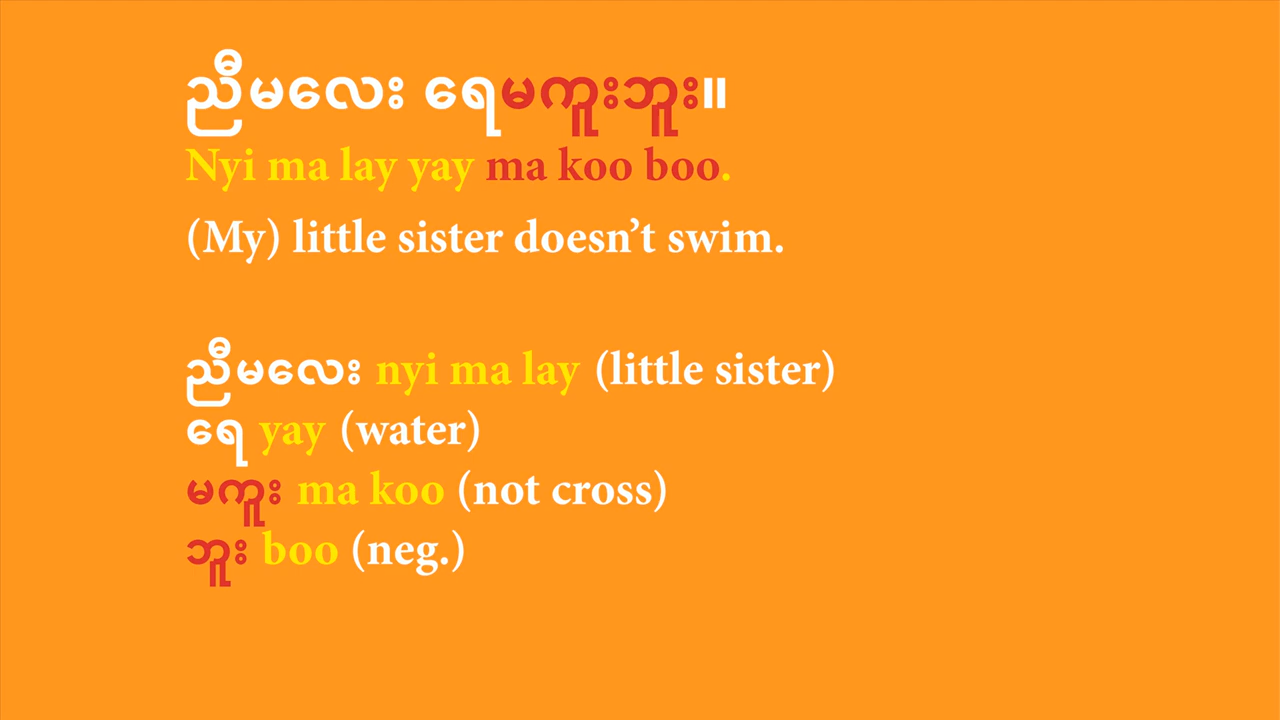 ညီမလေး ရေမကူးဘူး။
Nyi ma lay yay ma koo boo.
(My) little sister doesn’t swim.
ညီမလေး nyi ma lay (little sister)
ရေ yay (water)
မကူး ma koo (not cross)
ဘူး boo (neg.)